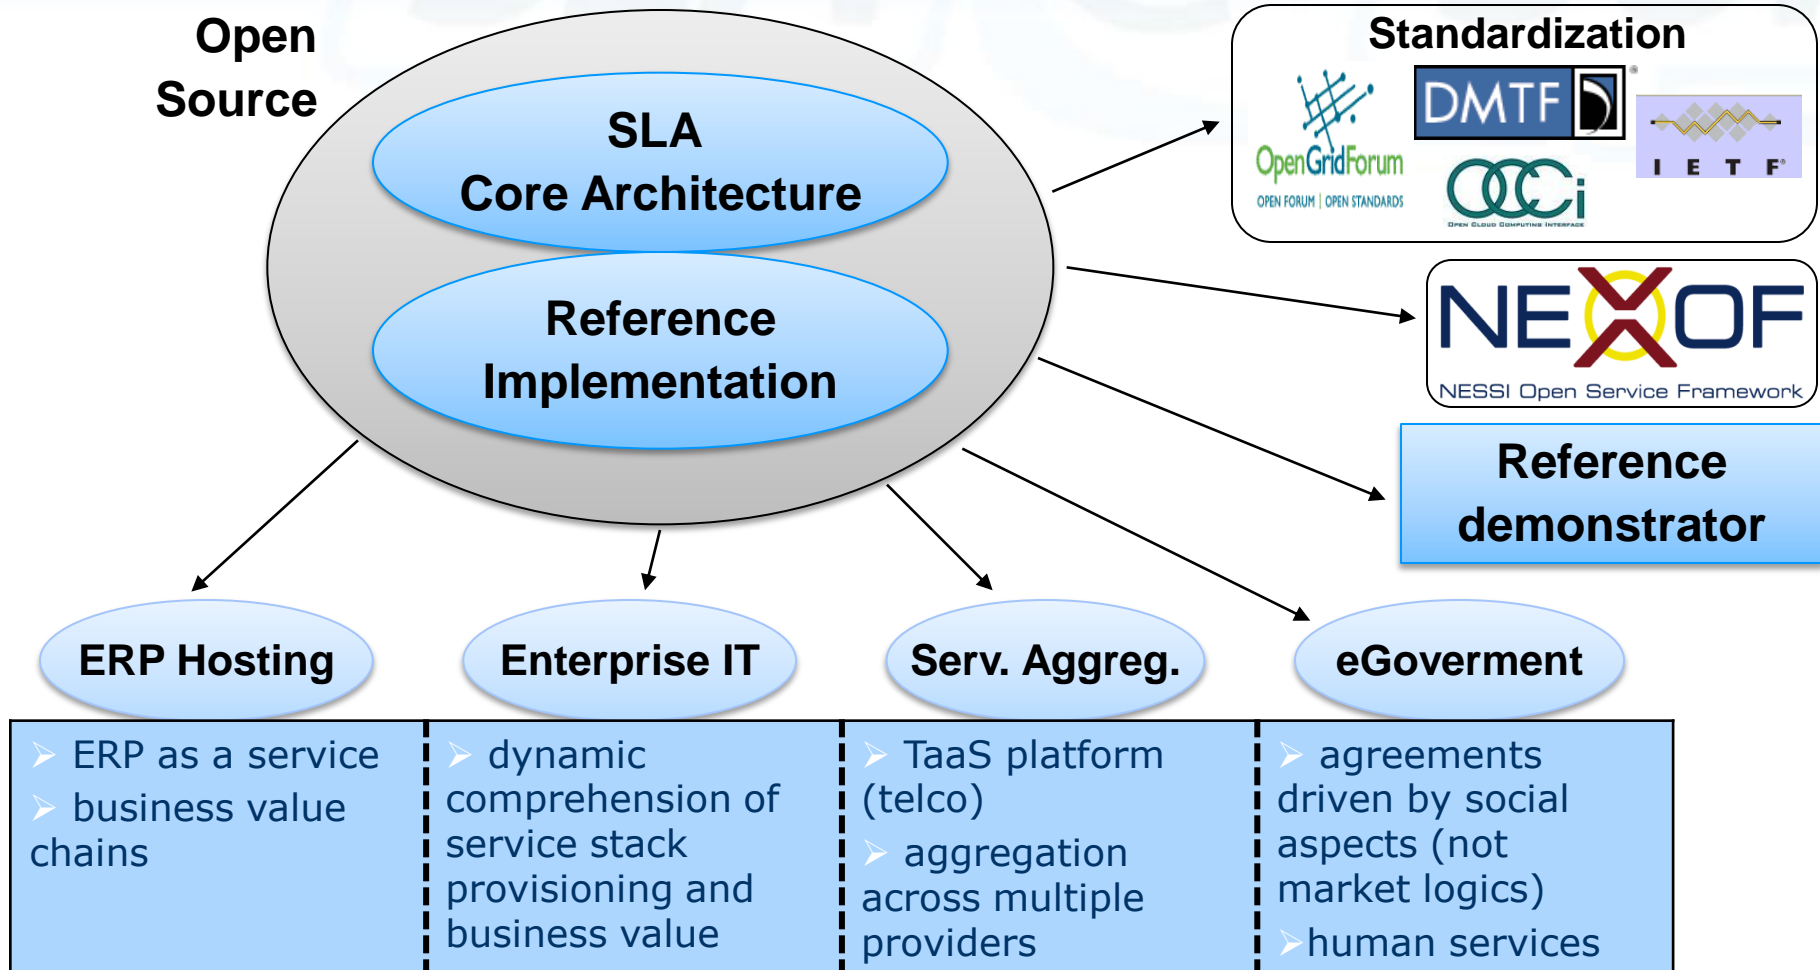 Open
Source
SLA
Core Architecture
Reference
Implementation
Standardization
OpenGridForum
OPEN FORUM | OPEN STANDARDS
DMTF
®
OCCi
OPEN CLOUD COMPUTING INTERFACE
I E T F®
NEXOF
NESSI Open Service Framework
Reference
demonstrator
ERP Hosting
Enterprise IT
Serv. Aggreg.
eGoverment
➢ ERP as a service
➢ business value
chains
➢ dynamic
comprehension of
service stack
provisioning and
business value
➢ TaaS platform
(telco)
➢ aggregation
across multiple
providers
➢ agreements
driven by social
aspects (not
market logics)
➢human services